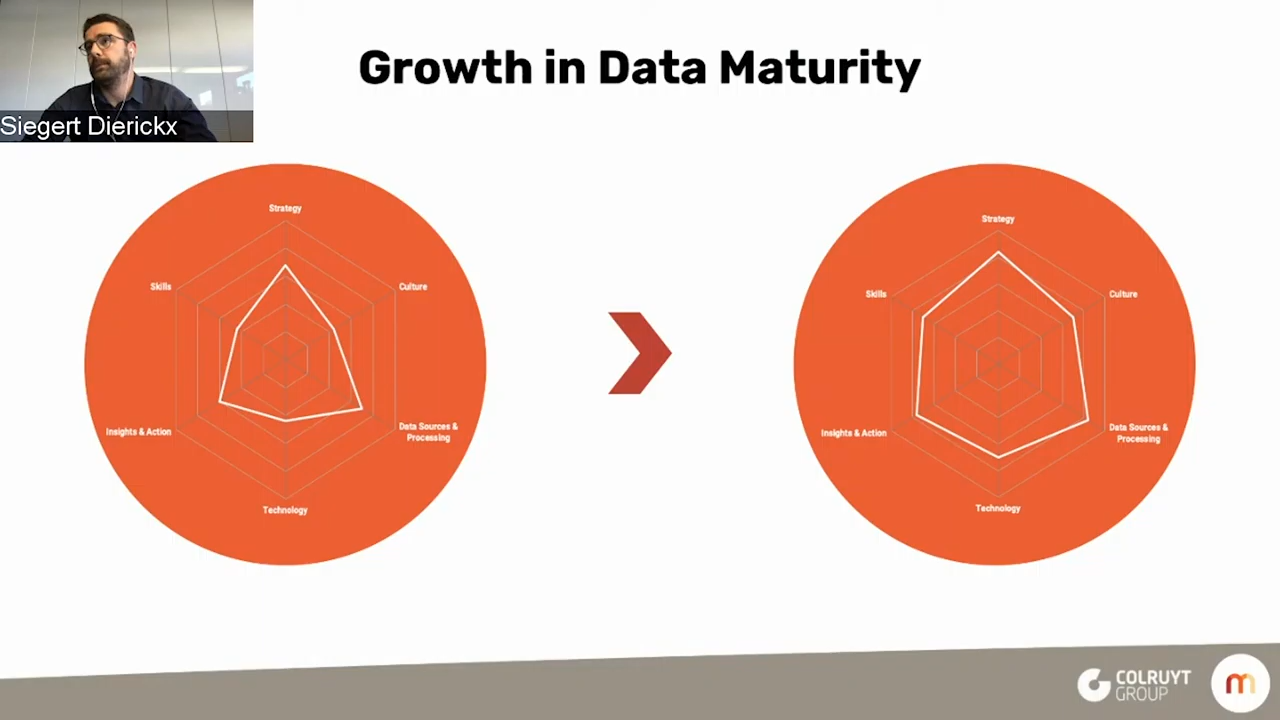 Growth in Data Maturity
Siegert Dierickx
Strategy
Skills
Culture
Insights & Action
Data Sources &
Processing
Technology
Strategy
Skills
Culture
Insights & Action
Data Sources &
Processing
Technology
COLRUYT
GROUP
m